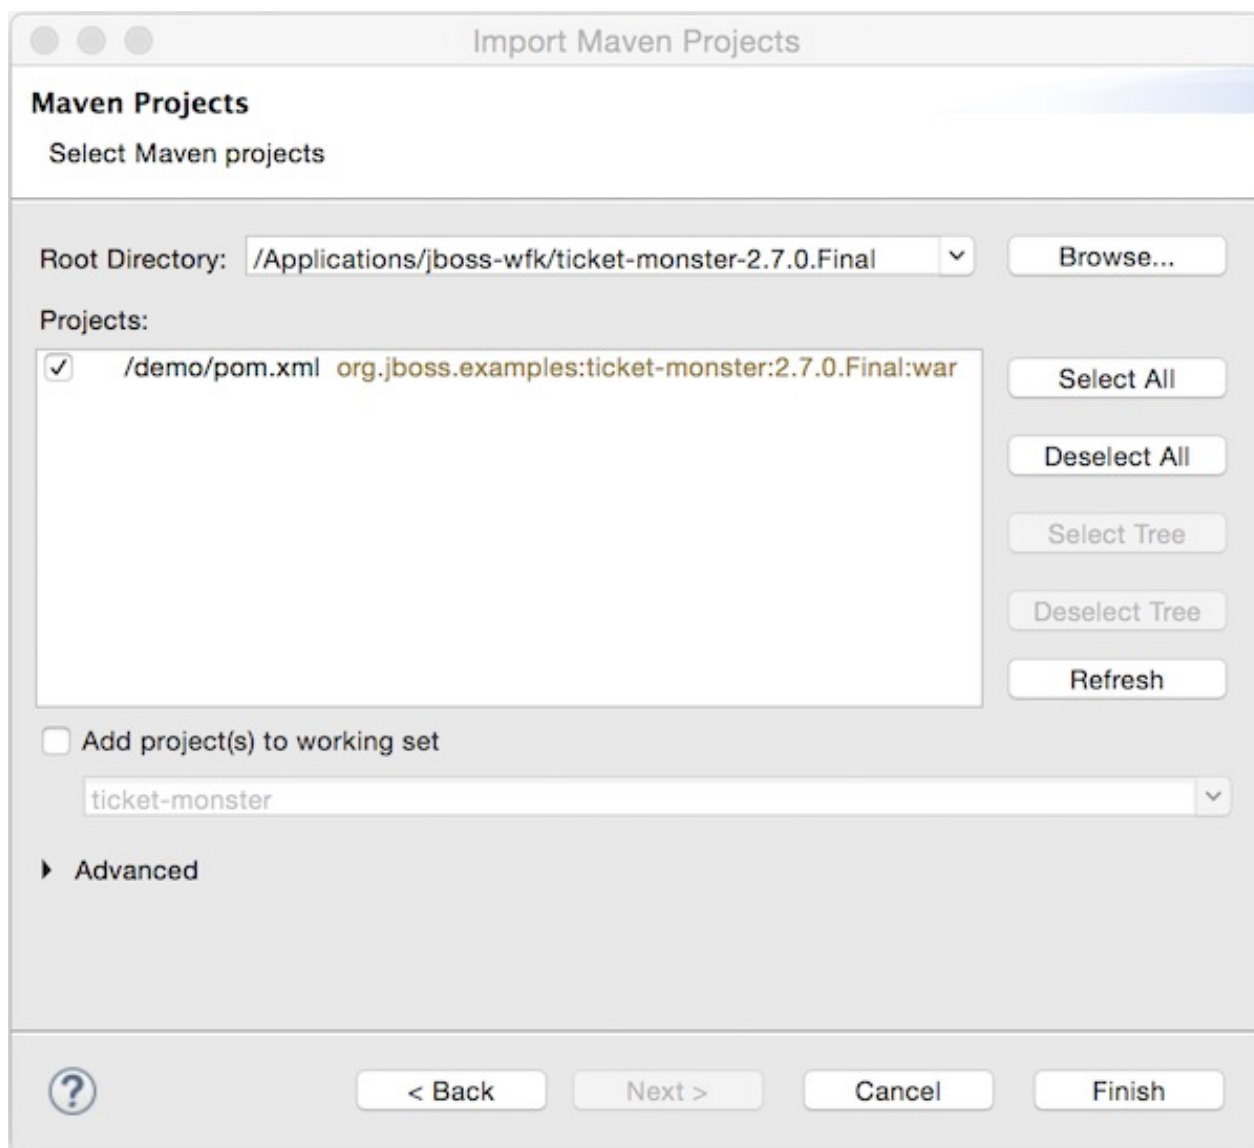 Import Maven Projects
Maven Projects
Select Maven projects
Root Directory: /Applications/jboss-wfk/ticket-monster-2.7.0.Final Browse...
Projects:
/demo/pom.xml org.jboss.examples:ticket-monster:2.7.0.Final:war
Select All
Deselect All
Select Tree
Deselect Tree
Refresh
Add project(s) to working set
ticket-monster
Advanced
? < Back Next > Cancel Finish